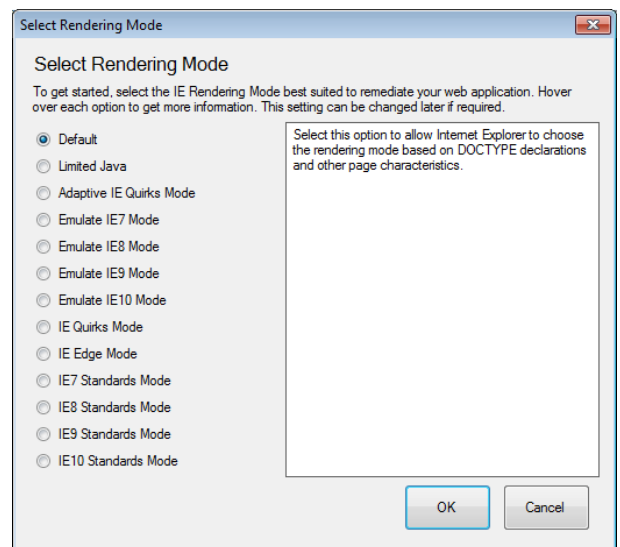 Select Rendering Mode
Select Rendering Mode
To get started, select the IE Rendering Mode best suited to remediate your web application. Hover
over each option to get more information. This setting can be changed later if required.
Default
Limited Java
Adaptive IE Quirks Mode
Emulate IE7 Mode
Emulate IE8 Mode
Emulate IE9 Mode
Emulate IE10 Mode
IE Quirks Mode
IE Edge Mode
IE7 Standards Mode
IE8 Standards Mode
IE9 Standards Mode
IE10 Standards Mode
Select this option to allow Internet Explorer to choose
the rendering mode based on DOCTYPE declarations
and other page characteristics.
OK
Cancel